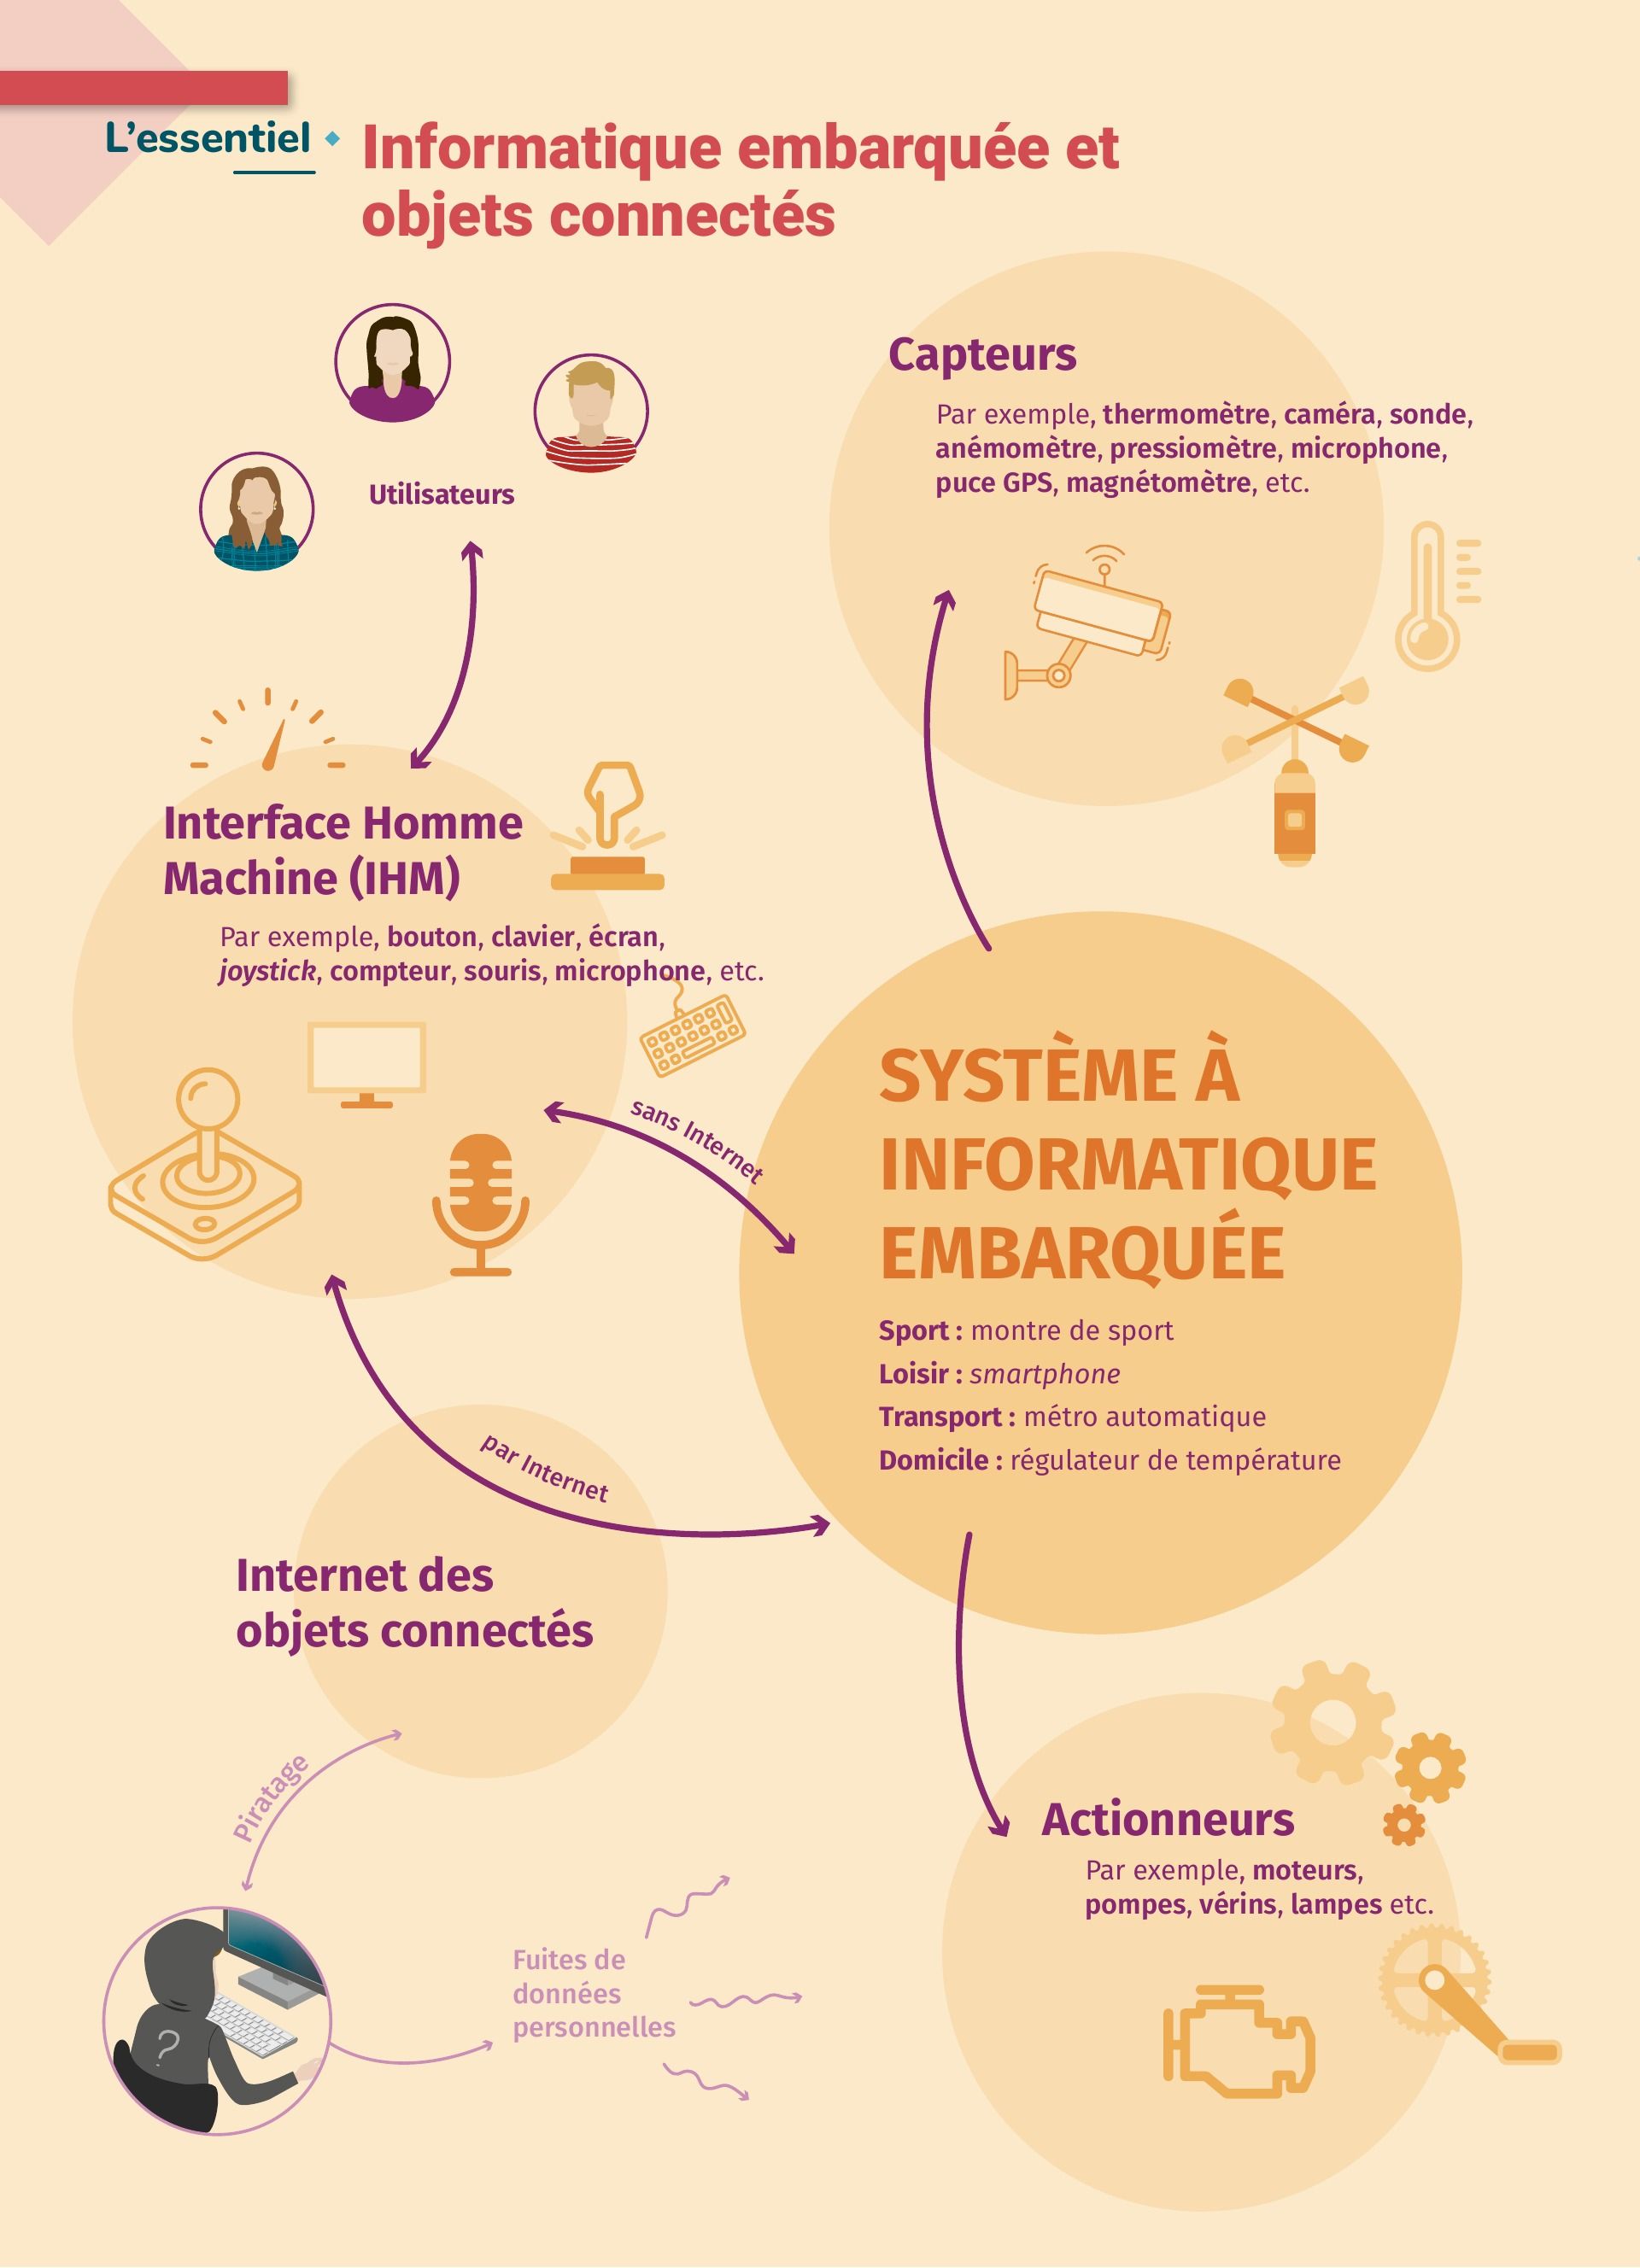 L'essentiel
Informatique embarquée et
objets connectés
Utilisateurs
Capteurs
Par exemple, thermomètre, caméra, sonde,
anémomètre, pressiomètre, microphone,
puce GPS, magnétomètre, etc.
Interface Homme
Machine (IHM)
Par exemple, bouton, clavier, écran,
joystick, compteur, souris, microphone, etc.
sans Internet
SYSTÈME À
INFORMATIQUE
EMBARQUÉE
Sport : montre de sport
Loisir : smartphone
Transport : métro automatique
Domicile : régulateur de température
par Internet
Internet des
objets connectés
Piratage
?
Fuites de
données
personnelles
Actionneurs
Par exemple, moteurs,
pompes, vérins, lampes etc.